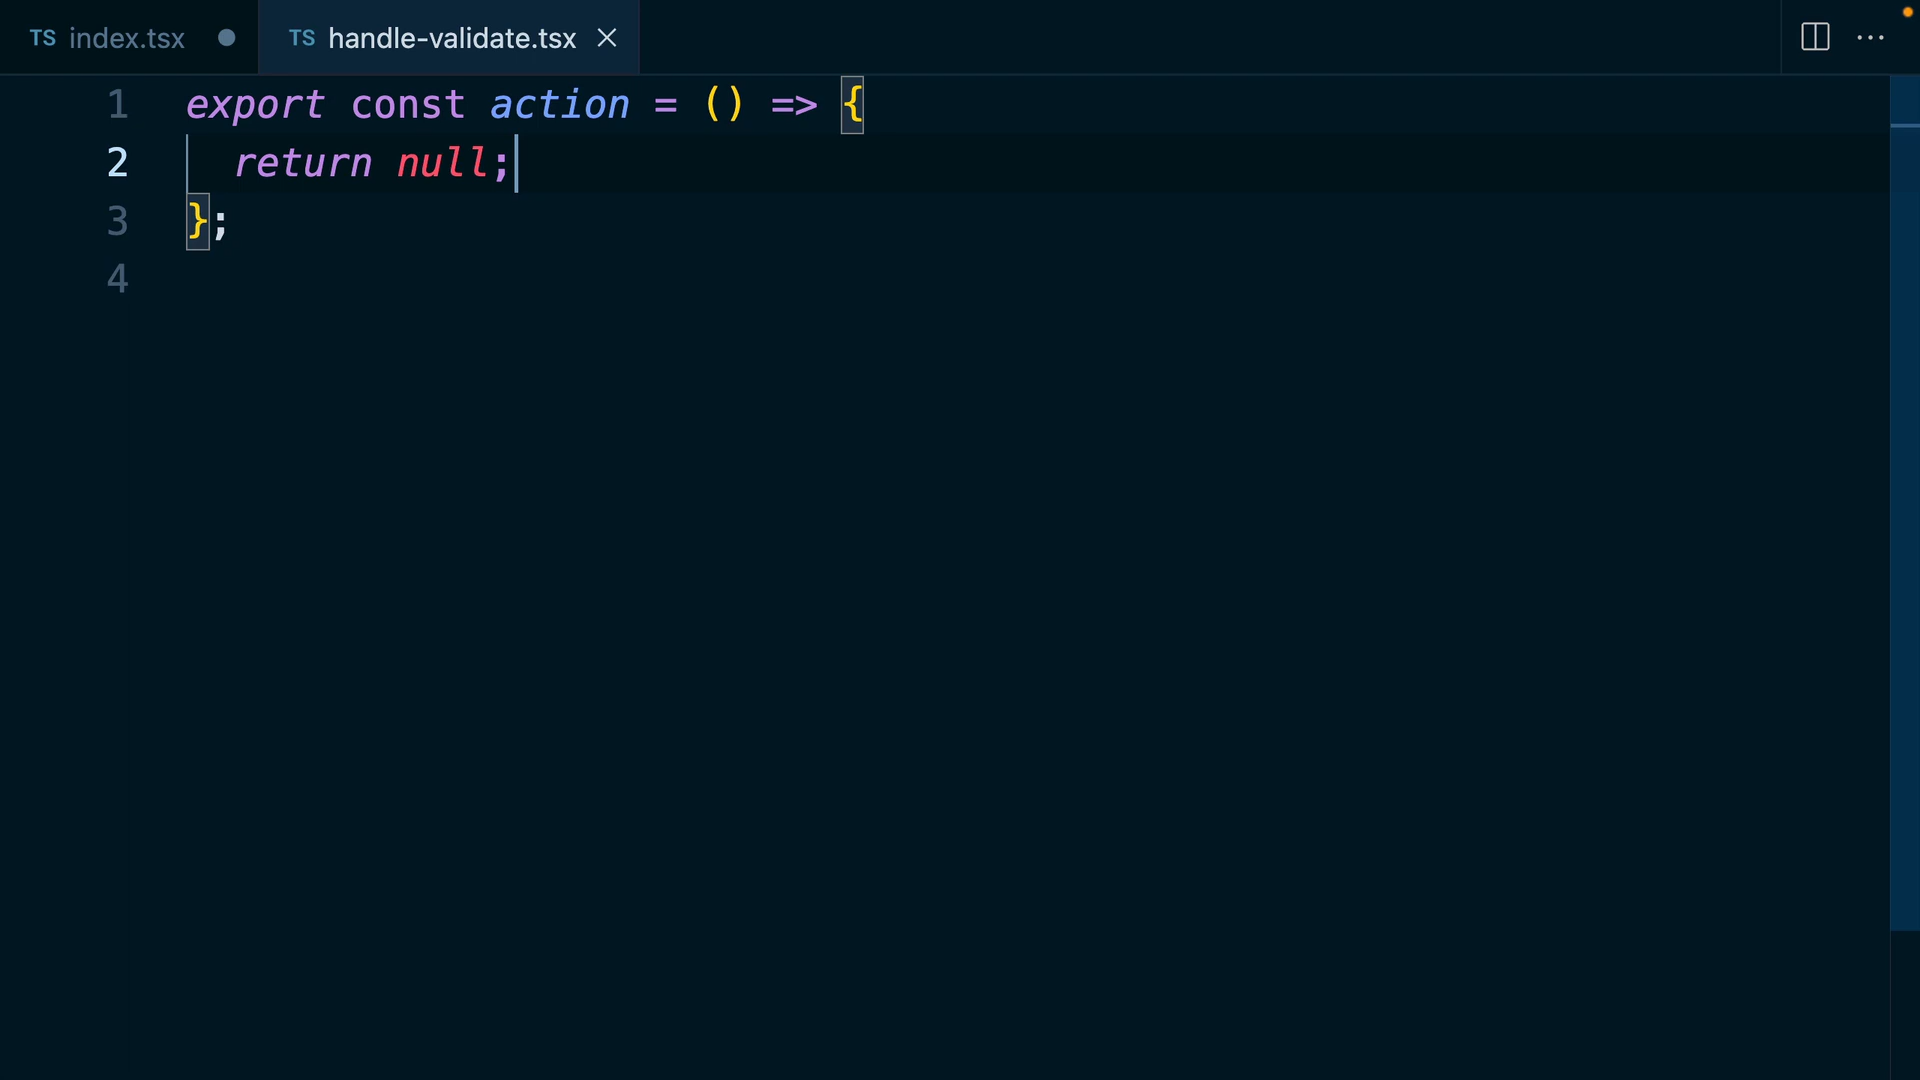 TS index.tsx TS handle-validate.tsx
1 export const action = () => {
2 return null;
3 };
4